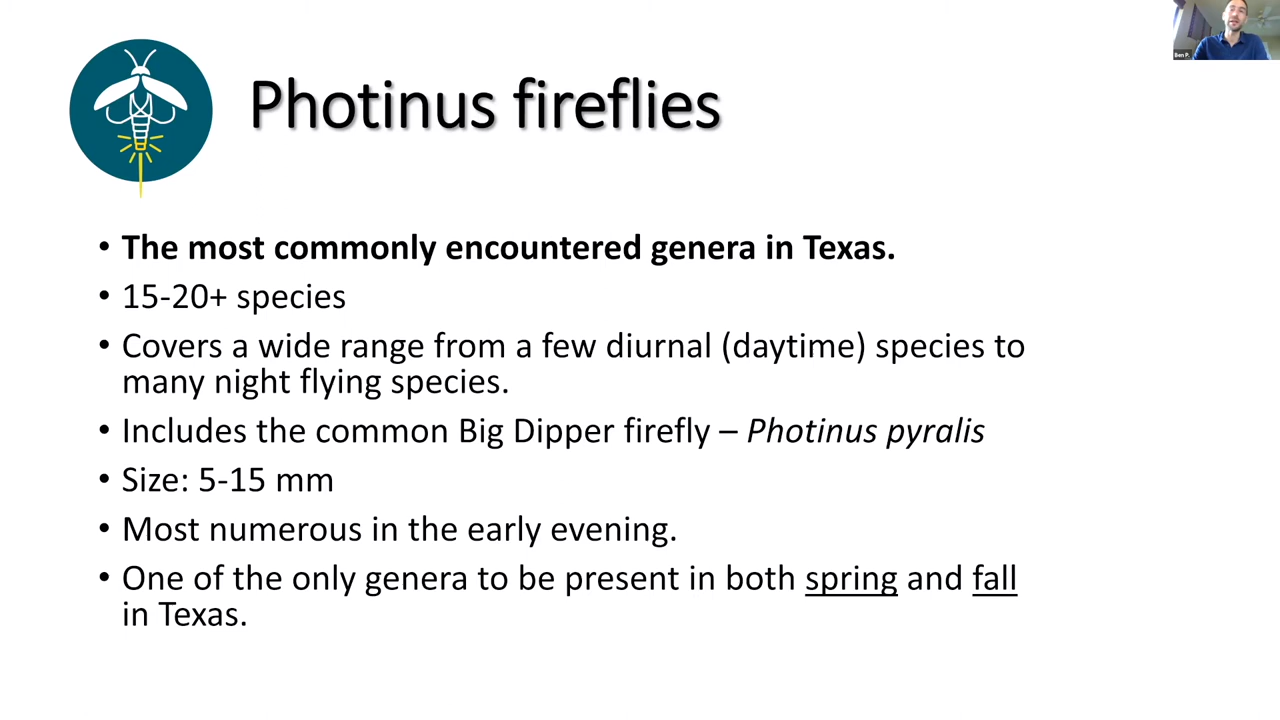 Photinus fireflies
Ben P.
• The most commonly encountered genera in Texas.
• 15-20+ species
• Covers a wide range from a few diurnal (daytime) species to
many night flying species.
• Includes the common Big Dipper firefly – Photinus pyralis
• Size: 5-15 mm
• Most numerous in the early evening.
• One of the only genera to be present in both spring and fall
in Texas.